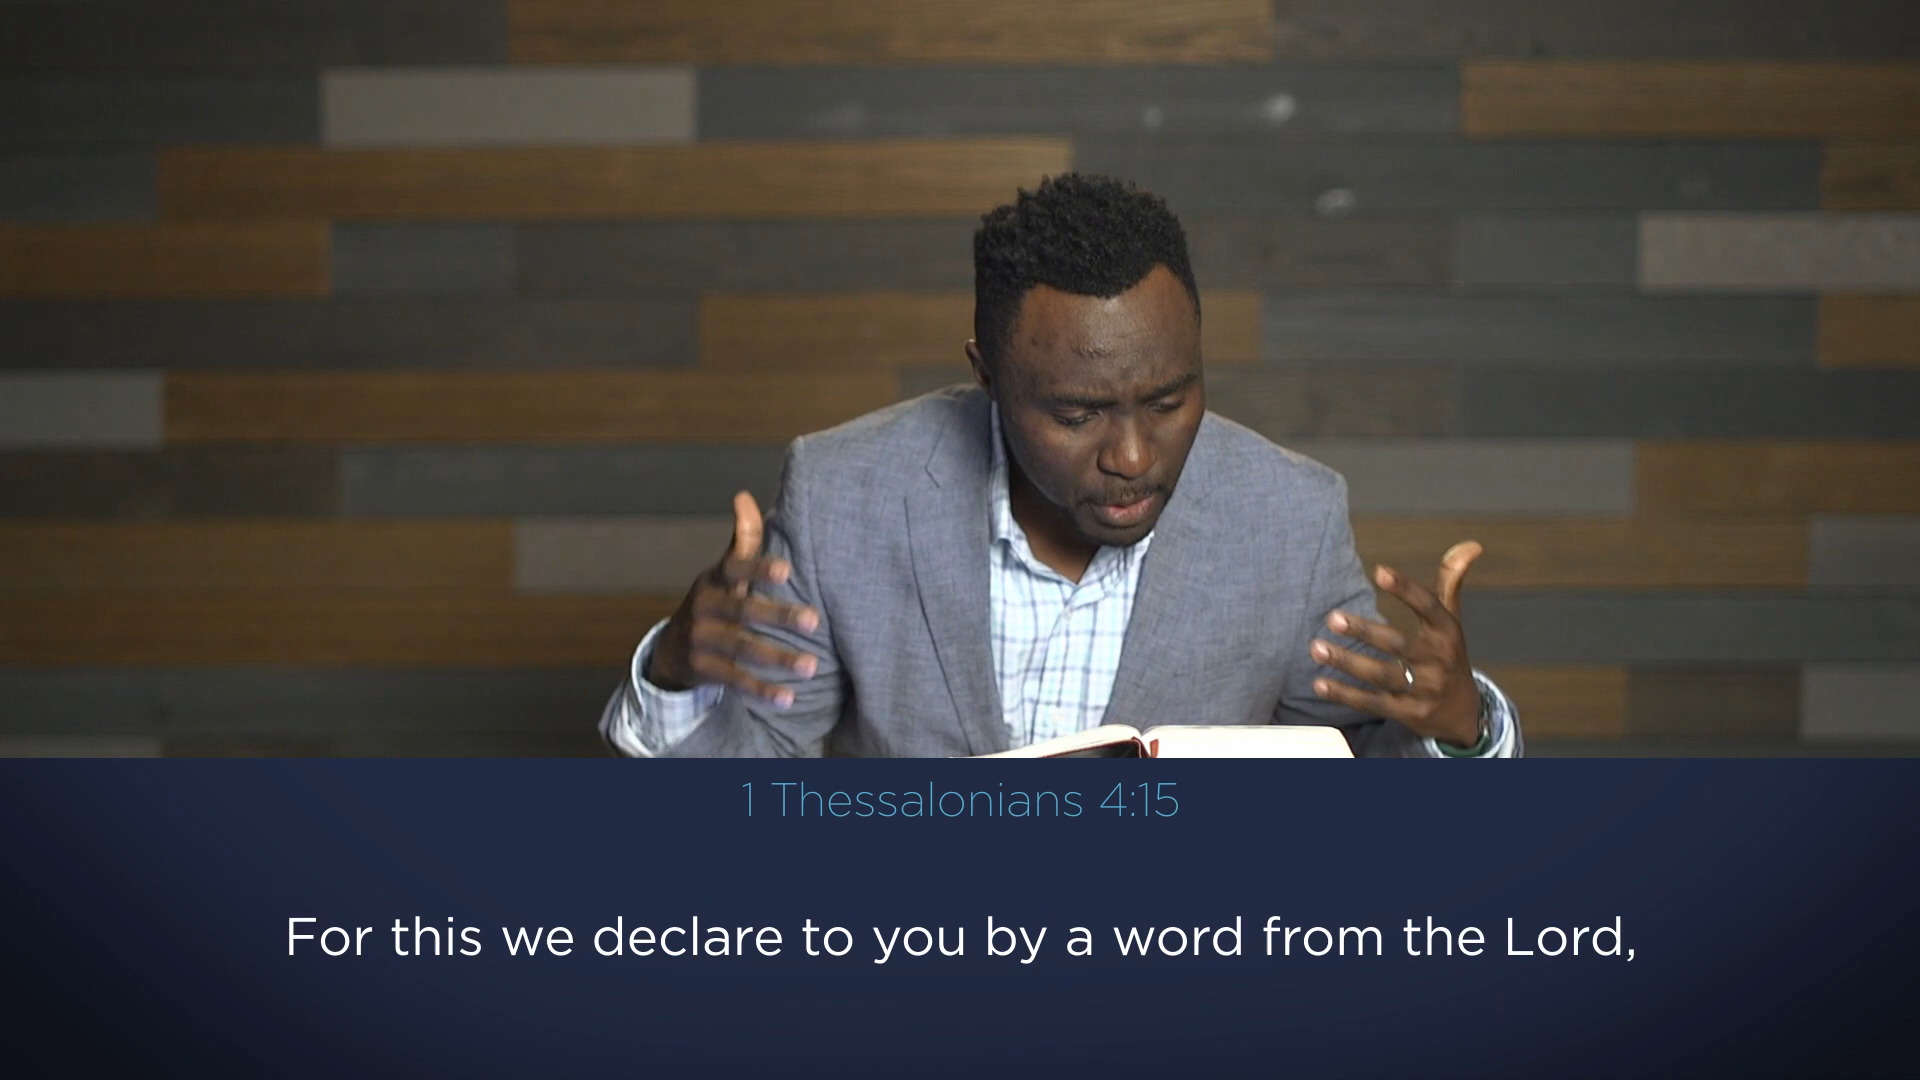 1 Thessalonians 4:15
For this we declare to you by a word from the Lord,